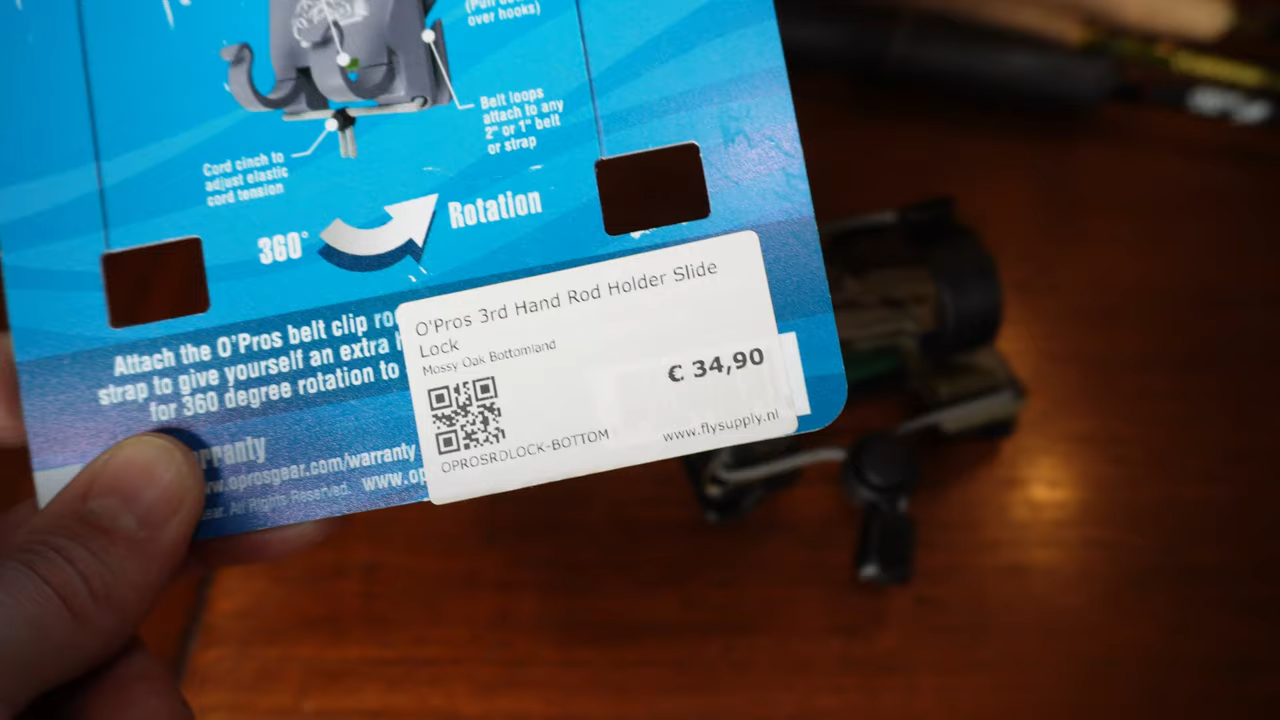 over hooks)
Belt loops
attach to any
2" or 1" belt
or strap
Cord cinch to
adjust elastic
cord tension
360°
Rotation
Attach the O'Pros belt clip
strap to give yourself an extra
for 360 degree rotation to
oprosgear.com/warranty
All Rights Reserved.
O'Pros 3rd Hand Rod Holder Slide
Lock
Mossy Oak Bottomland
€ 34,90
OPROSRDLOCK-BOTTOM
www.flysupply.nl